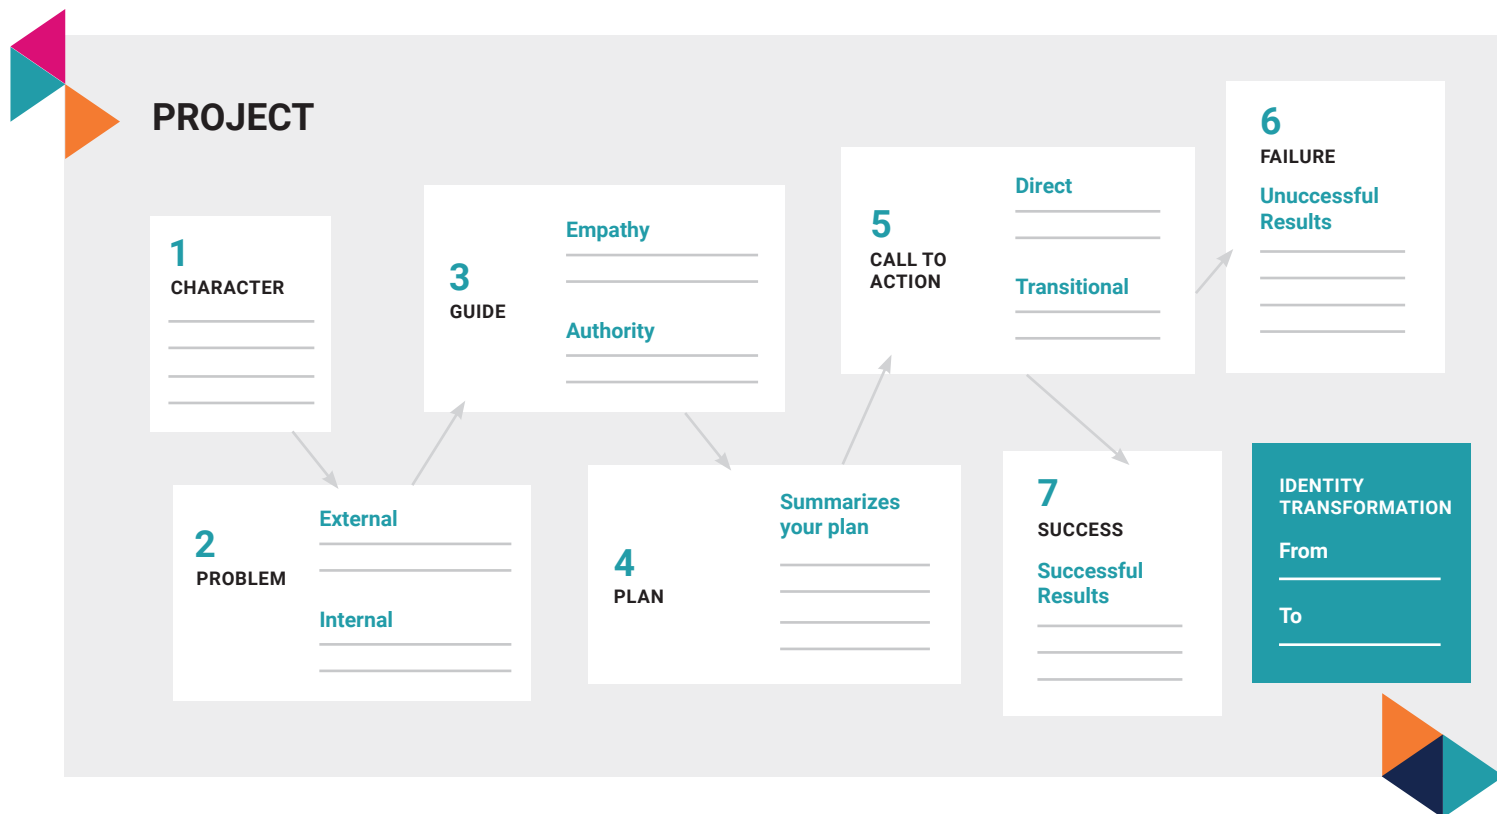 PROJECT
1
CHARACTER
2
PROBLEM
External
Internal
3
GUIDE
Empathy
Authority
4
PLAN
Summarizes
your plan
5
CALL TO
ACTION
Direct
Transitional
6
FAILURE
Unuccessful
Results
7
SUCCESS
Successful
Results
IDENTITY
TRANSFORMATION
From
To